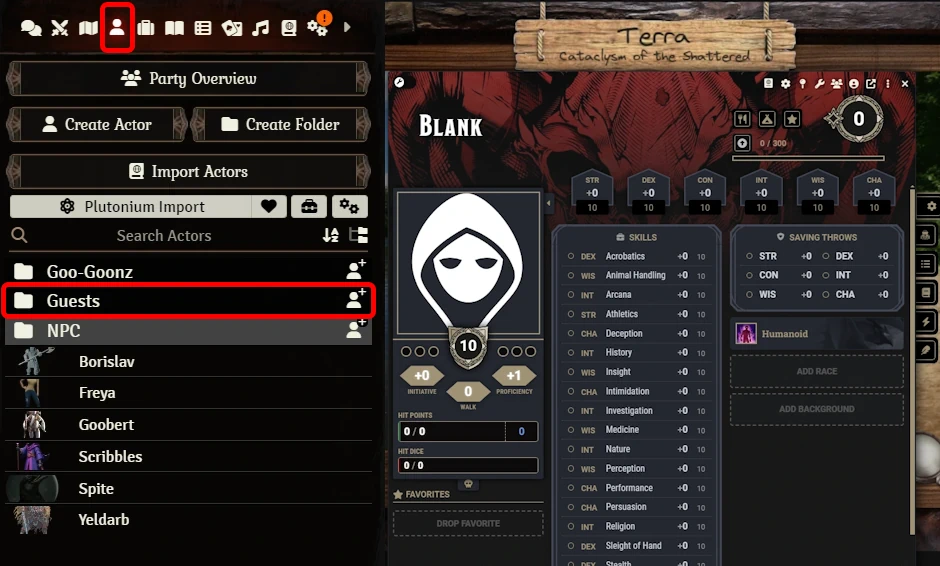 !
Party Overview
Create Actor
Create Folder
Import Actors
Plutonium Import
Search Actors
Goo-Goonz
Guests
NPC
Borislav
Freya
Goobert
Scribbles
Spite
Yeldarb
Terra
Cataclysm of the Shattered
Blank
0
0 / 300
STR DEX CON INT WIS CHA
+0 +0 +0 +0 +0 +0
10 10 10 10 10 10
10
+0 INITIATIVE
0 WALK
+1 PROFICIENCY
HIT POINTS
0 / 0 0
HIT DICE
0 / 0
FAVORITES
DROP FAVORITE
SKILLS
DEX Acrobatics +0 10
WIS Animal Handling +0 10
INT Arcana +0 10
STR Athletics +0 10
CHA Deception +0 10
INT History +0 10
WIS Insight +0 10
CHA Intimidation +0 10
INT Investigation +0 10
WIS Medicine +0 10
INT Nature +0 10
WIS Perception +0 10
CHA Performance +0 10
CHA Persuasion +0 10
INT Religion +0 10
DEX Sleight of Hand +0 10
DEX Stealth +0 10
SAVING THROWS
STR +0 DEX +0
CON +0 INT +0
WIS +0 CHA +0
Humanoid
ADD RACE
ADD BACKGROUND